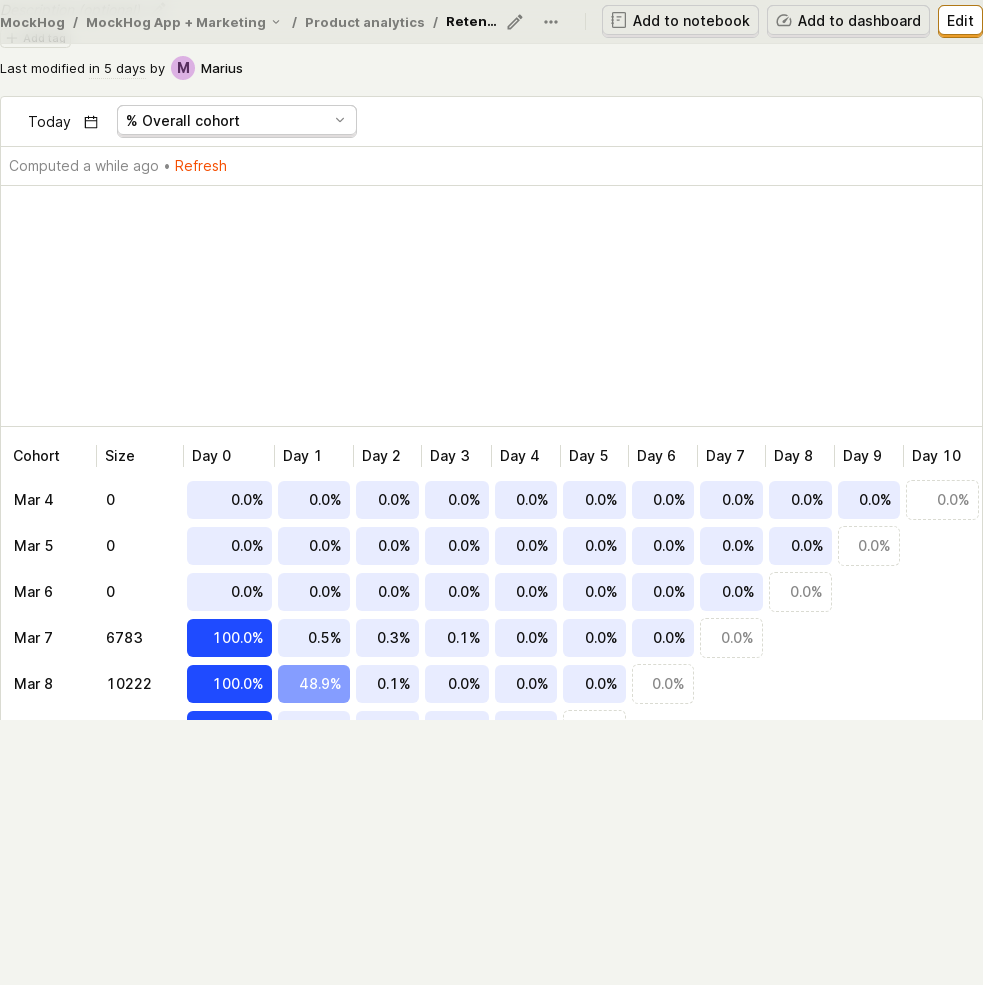 MockHog / MockHog App + Marketing / Product analytics / Reten... Add to notebook Add to dashboard Edit
+ Add tag
Last modified in 5 days by M Marius
Today % Overall cohort
Computed a while ago • Refresh
Cohort Size Day 0 Day 1 Day 2 Day 3 Day 4 Day 5 Day 6 Day 7 Day 8 Day 9 Day 10
Mar 4 0 0.0% 0.0% 0.0% 0.0% 0.0% 0.0% 0.0% 0.0% 0.0% 0.0% 0.0%
Mar 5 0 0.0% 0.0% 0.0% 0.0% 0.0% 0.0% 0.0% 0.0% 0.0% 0.0%
Mar 6 0 0.0% 0.0% 0.0% 0.0% 0.0% 0.0% 0.0% 0.0% 0.0%
Mar 7 6783 100.0% 0.5% 0.3% 0.1% 0.0% 0.0% 0.0% 0.0%
Mar 8 10222 100.0% 48.9% 0.1% 0.0% 0.0% 0.0% 0.0%